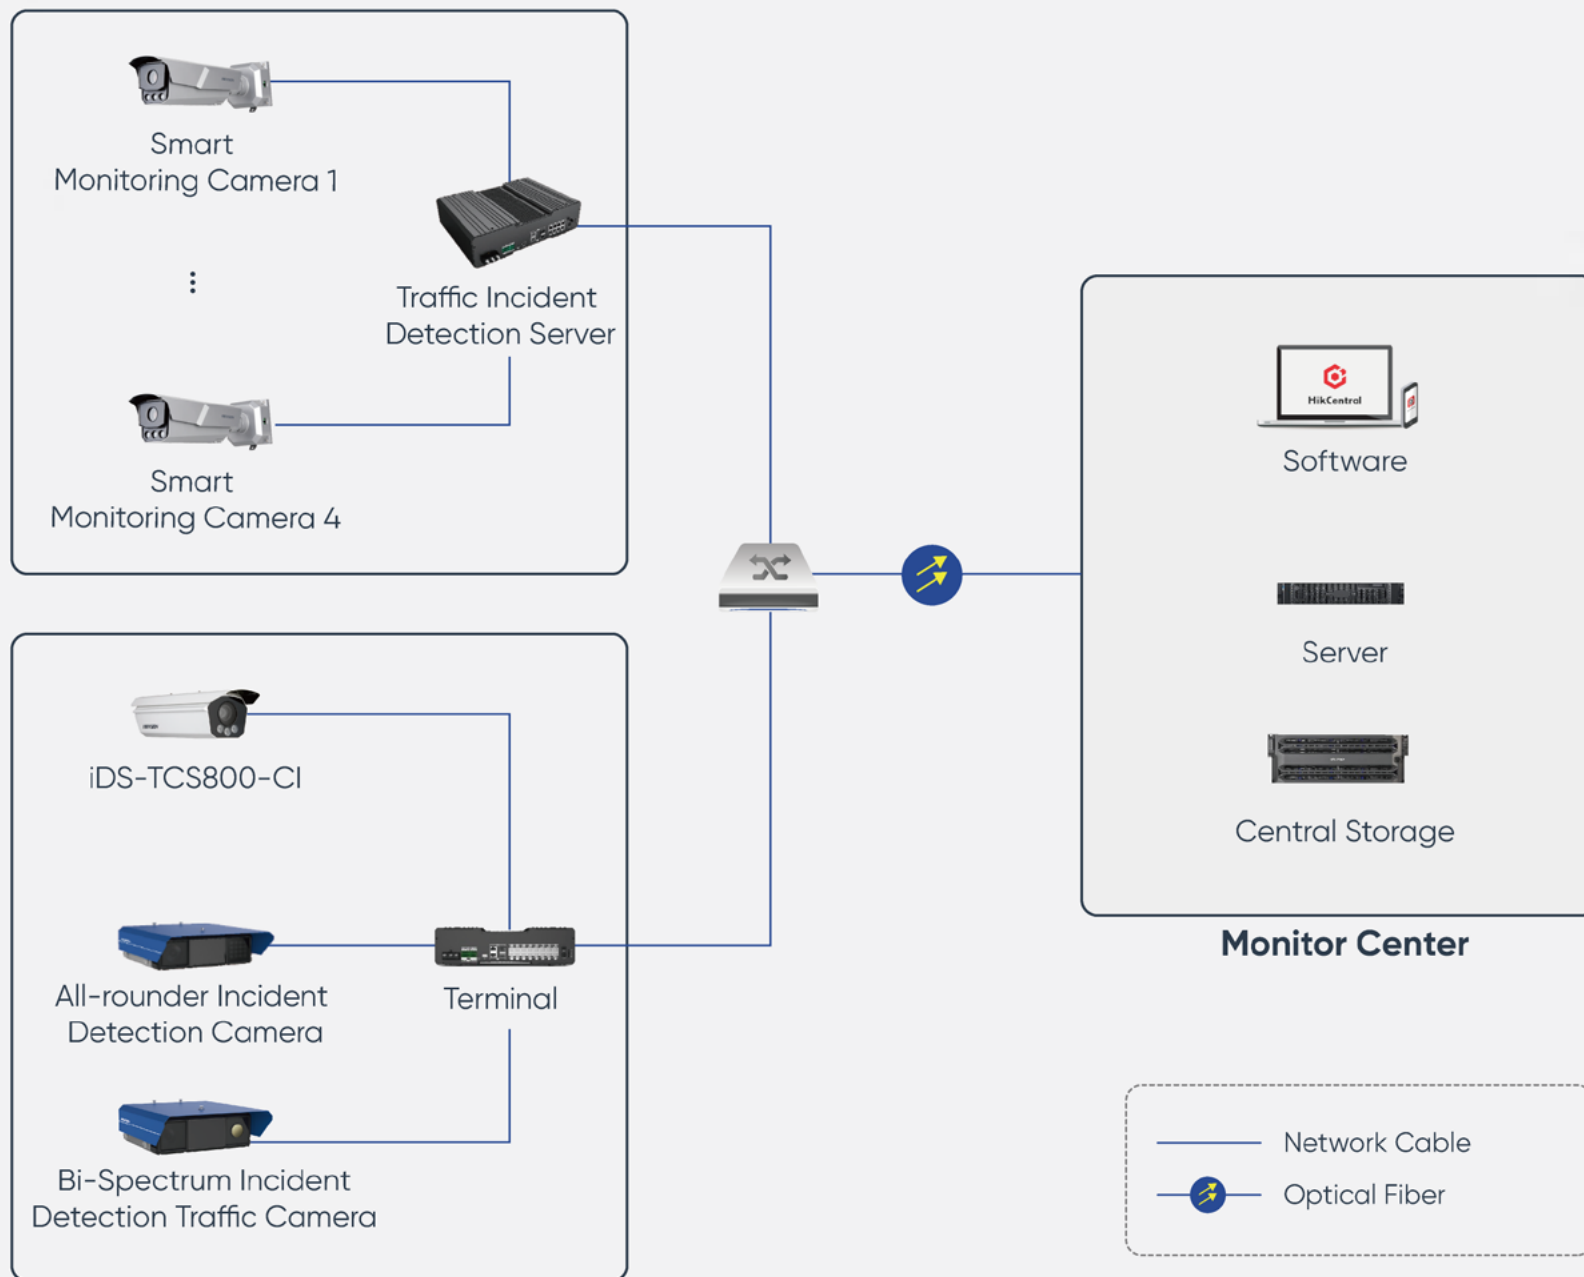 Smart
Monitoring Camera 1
Traffic Incident
Detection Server
Smart
Monitoring Camera 4
iDS-TCS800-CI
All-rounder Incident
Detection Camera
Terminal
Bi-Spectrum Incident
Detection Traffic Camera
HikCentral
Software
Server
Central Storage
Monitor Center
Network Cable
Optical Fiber